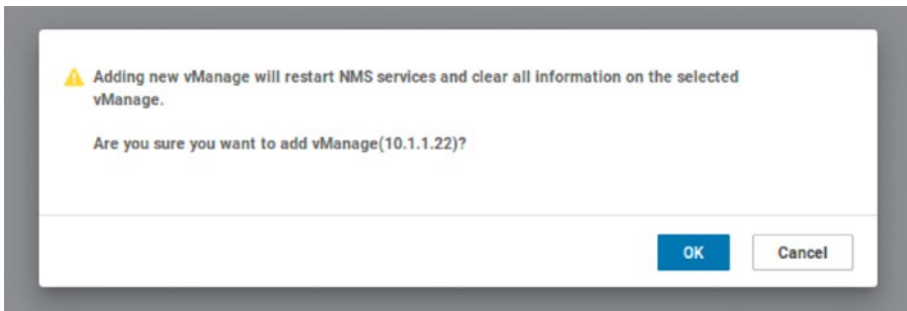 Adding new vManage will restart NMS services and clear all information on the selected
vManage.
Are you sure you want to add vManage(10.1.1.22)?
OK
Cancel